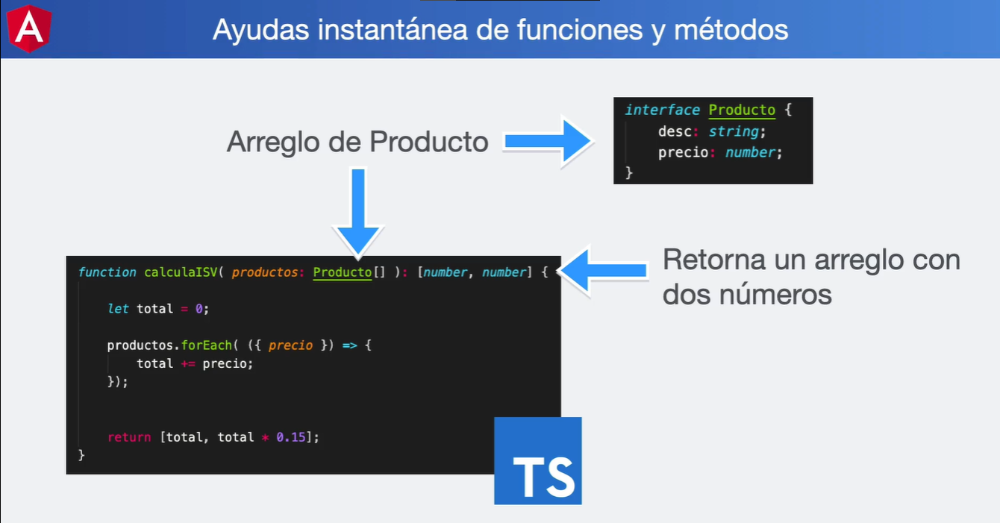 Ayudas instantánea de funciones y métodos
Arreglo de Producto
interface Producto {
desc: string;
precio: number;
}
function calculaISV( productos: Producto[] ): [number, number] {
let total = 0;
productos.forEach( ({ precio }) => {
total += precio;
});
return [total, total * 0.15];
}
Retorna un arreglo con
dos números
A
TS